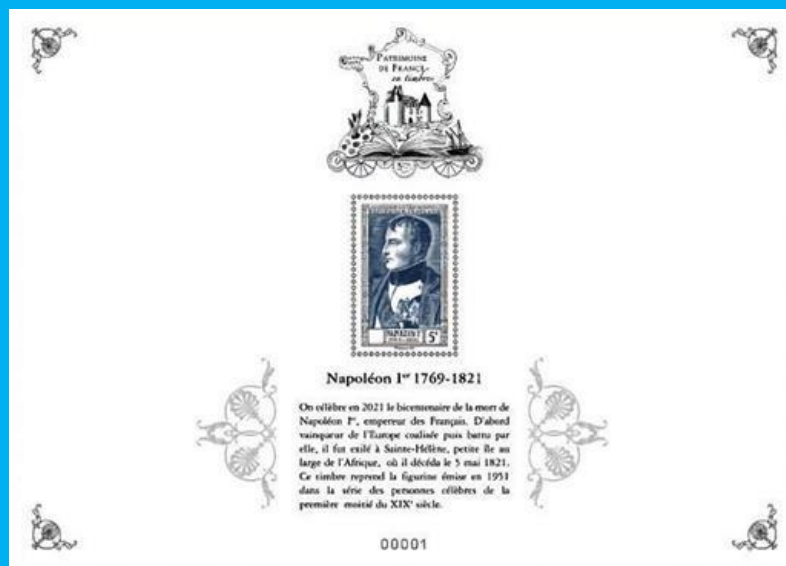 PATRIMOINE
DE FRANCE
en timbres
NAPOLÉON Iᵉʳ
5ᶠ
Napoléon Iᵉʳ 1769-1821
On célèbre en 2021 le bicentenaire de la mort de
Napoléon Iᵉʳ, empereur des Français. D'abord
vainqueur de l'Europe coalisée puis battu par
elle, il fut exilé à Sainte-Hélène, petite île au
large de l'Afrique, où il décéda le 5 mai 1821.
Ce timbre reprend la figurine émise en 1951
dans la série des personnes célèbres de la
première moitié du XIXᵉ siècle.
00001